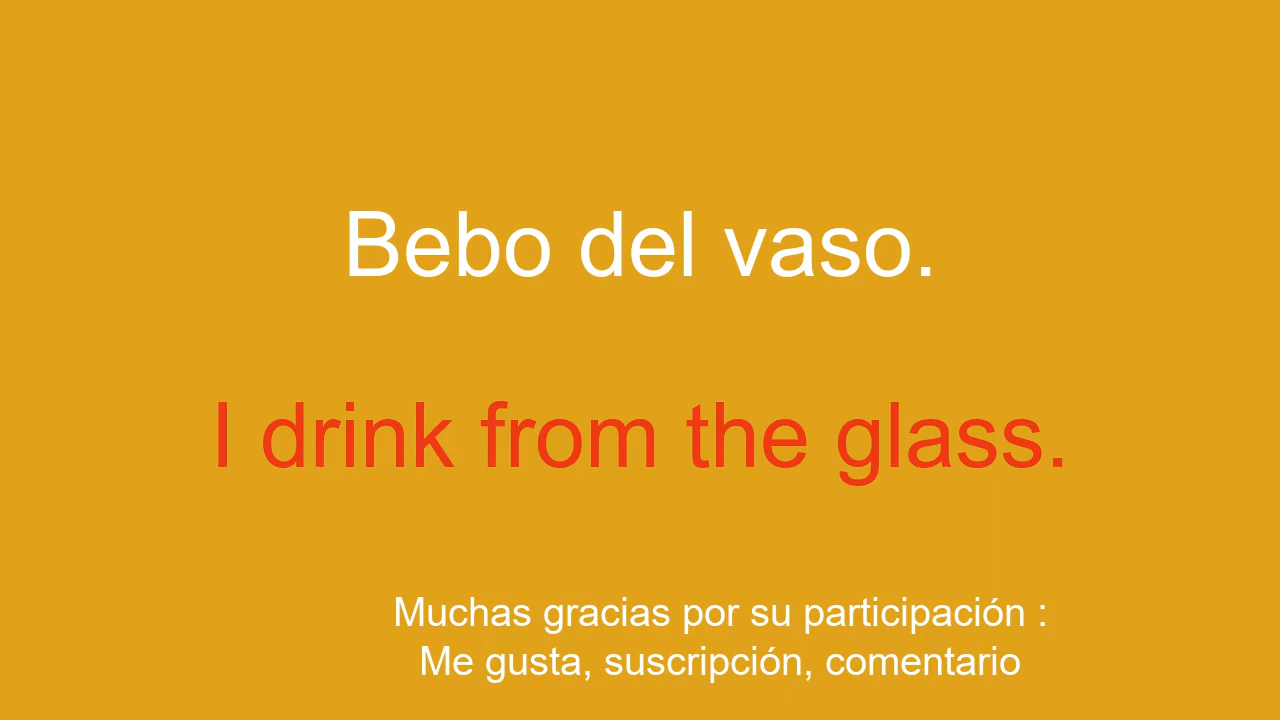 Bebo del vaso.
I drink from the glass.
Muchas gracias por su participación :
Me gusta, suscripción, comentario